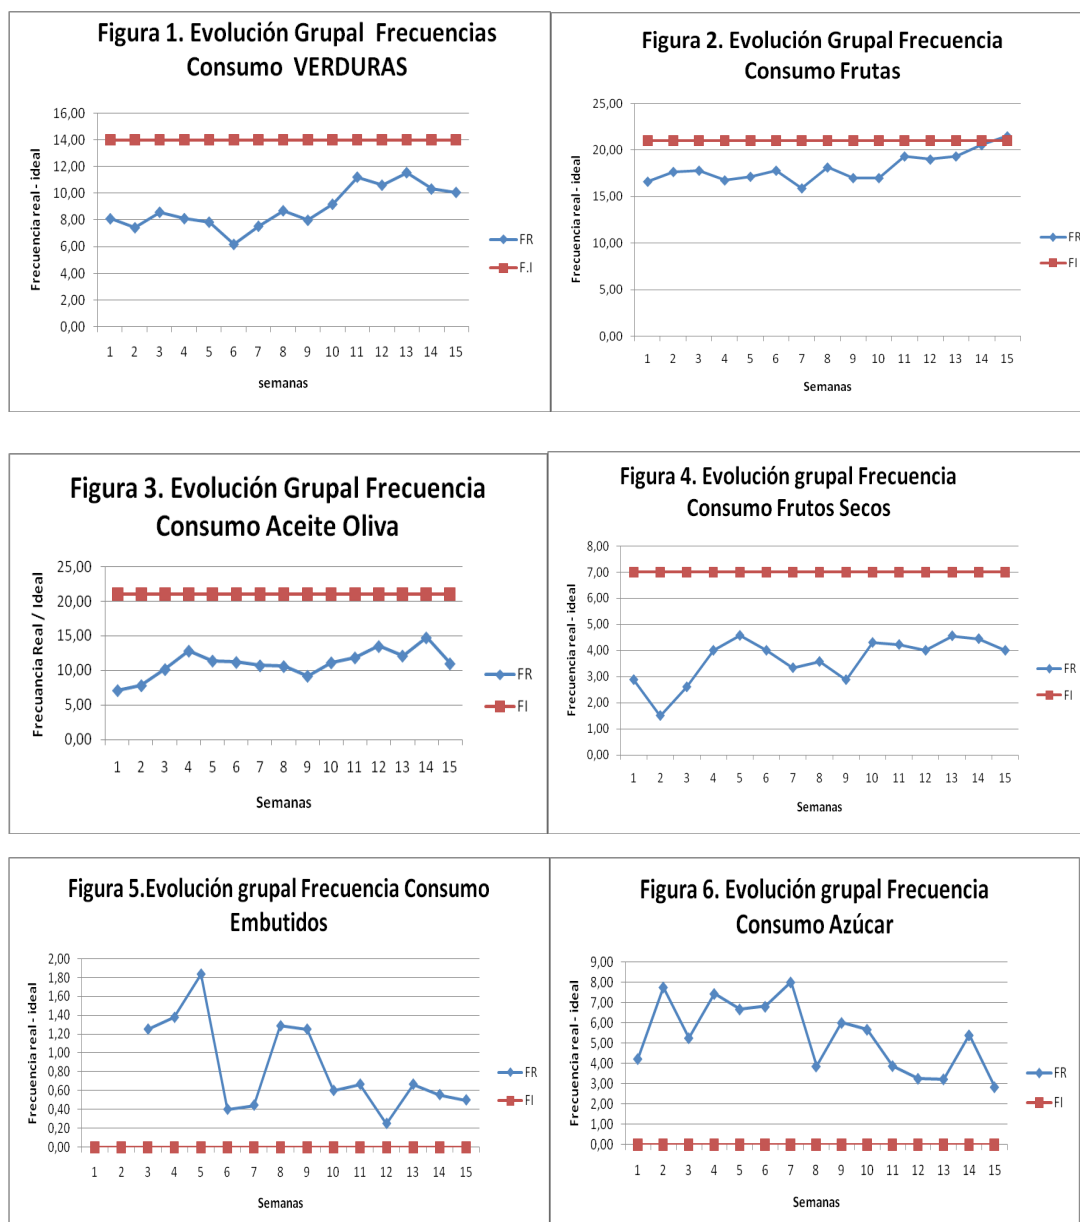 Figura 1. Evolución Grupal Frecuencias
Consumo VERDURAS
Frecuencia real - ideal
16,00
14,00
12,00
10,00
8,00
6,00
4,00
2,00
0,00
1 2 3 4 5 6 7 8 9 10 11 12 13 14 15
semanas
FR
F.I
Figura 2. Evolución Grupal Frecuencia
Consumo Frutas
Frecuencia real - ideal
25,00
20,00
15,00
10,00
5,00
0,00
1 2 3 4 5 6 7 8 9 10 11 12 13 14 15
Semanas
FR
FI
Figura 3. Evolución Grupal Frecuencia
Consumo Aceite Oliva
Frecuancia Real / Ideal
25,00
20,00
15,00
10,00
5,00
0,00
1 2 3 4 5 6 7 8 9 10 11 12 13 14 15
Semanas
FR
FI
Figura 4. Evolución grupal Frecuencia
Consumo Frutos Secos
Frecuencia real - ideal
8,00
7,00
6,00
5,00
4,00
3,00
2,00
1,00
0,00
1 2 3 4 5 6 7 8 9 10 11 12 13 14 15
Semanas
FR
FI
Figura 5.Evolución grupal Frecuencia Consumo
Embutidos
Frecuencia real - ideal
2,00
1,80
1,60
1,40
1,20
1,00
0,80
0,60
0,40
0,20
0,00
1 2 3 4 5 6 7 8 9 10 11 12 13 14 15
Semanas
FR
FI
Figura 6. Evolución grupal Frecuencia
Consumo Azúcar
Frecuencia real - ideal
9,00
8,00
7,00
6,00
5,00
4,00
3,00
2,00
1,00
0,00
1 2 3 4 5 6 7 8 9 10 11 12 13 14 15
Semanas
FR
FI